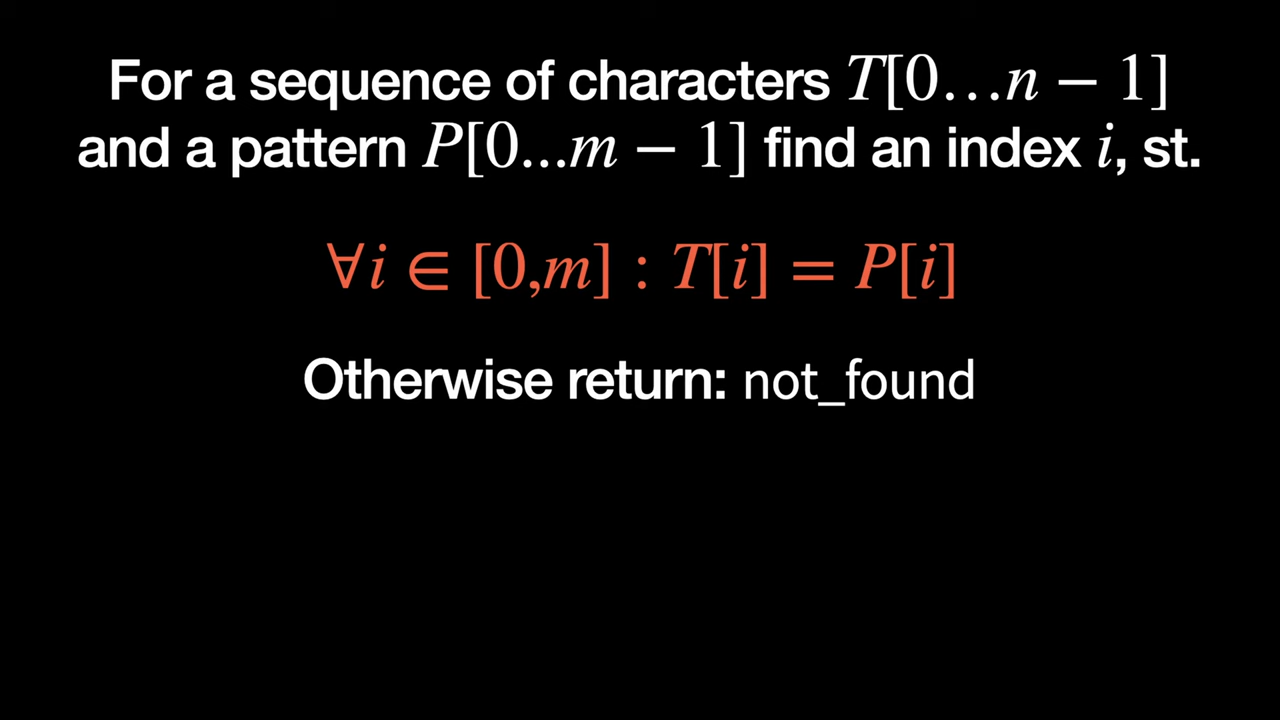 For a sequence of characters T[0…n − 1]
and a pattern P[0...m − 1] find an index i, st.
∀i ∈ [0,m] : T[i] = P[i]
Otherwise return: not_found